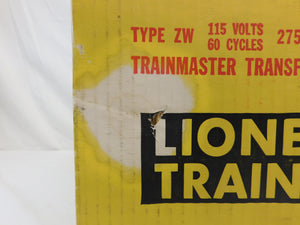 TYPE ZW 115 VOLTS 275
60 CYCLES
TRAINMASTER TRANSF
LIONE
TRAIN